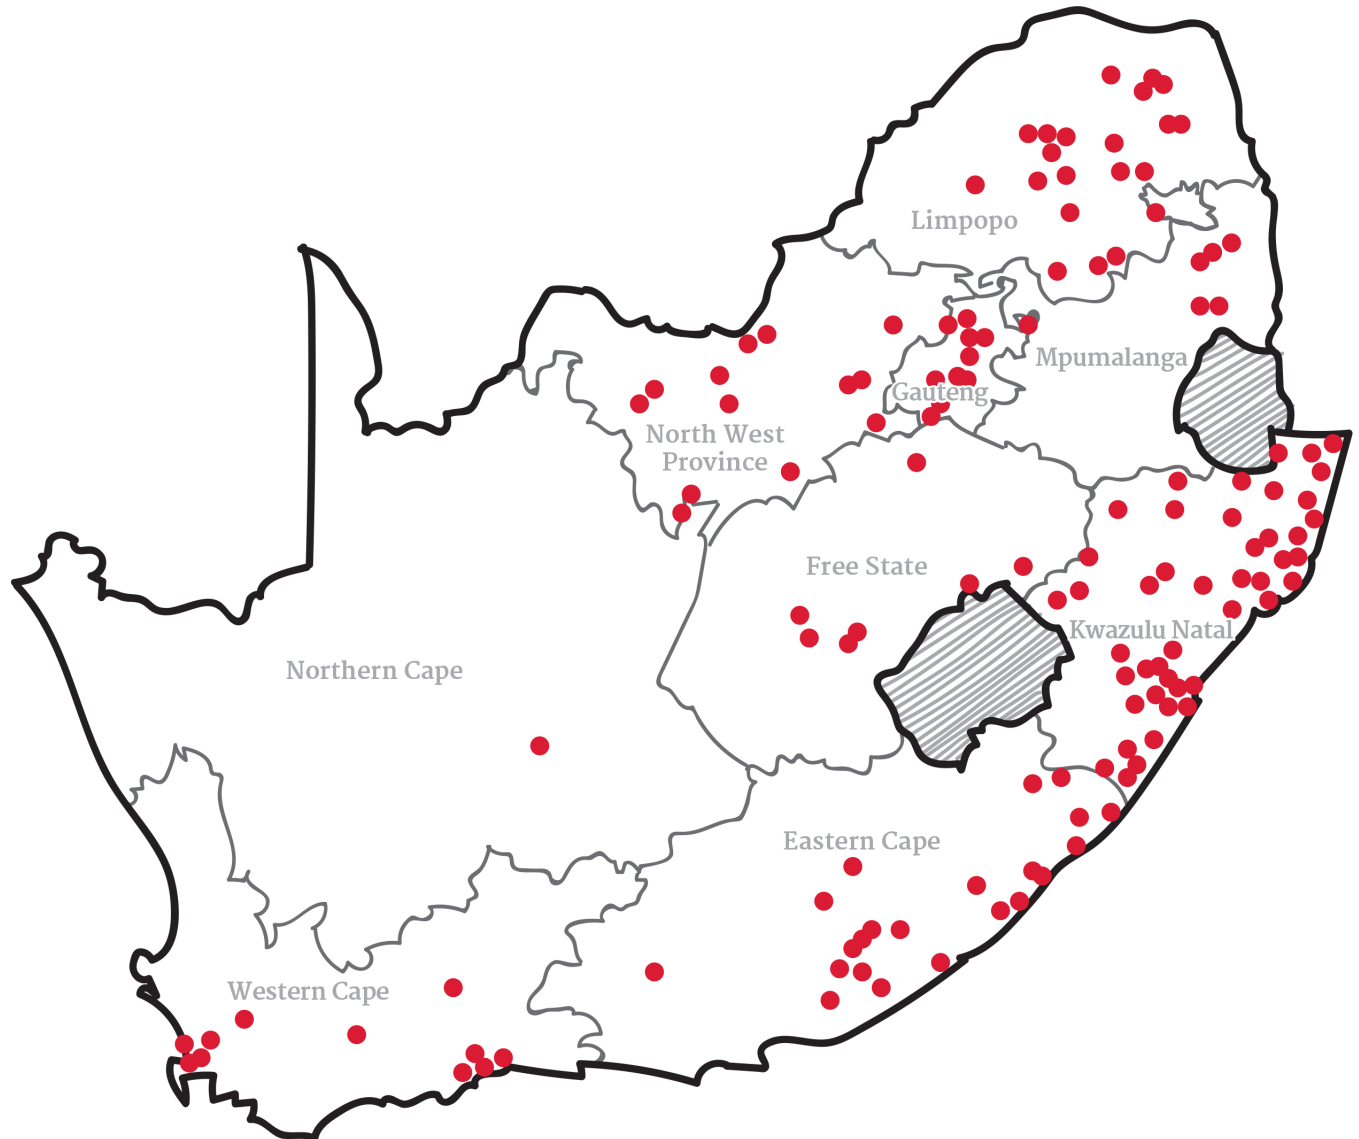 Limpopo
Mpumalanga
Gauteng
North West
Province
Free State
Kwazulu Natal
Northern Cape
Eastern Cape
Western Cape